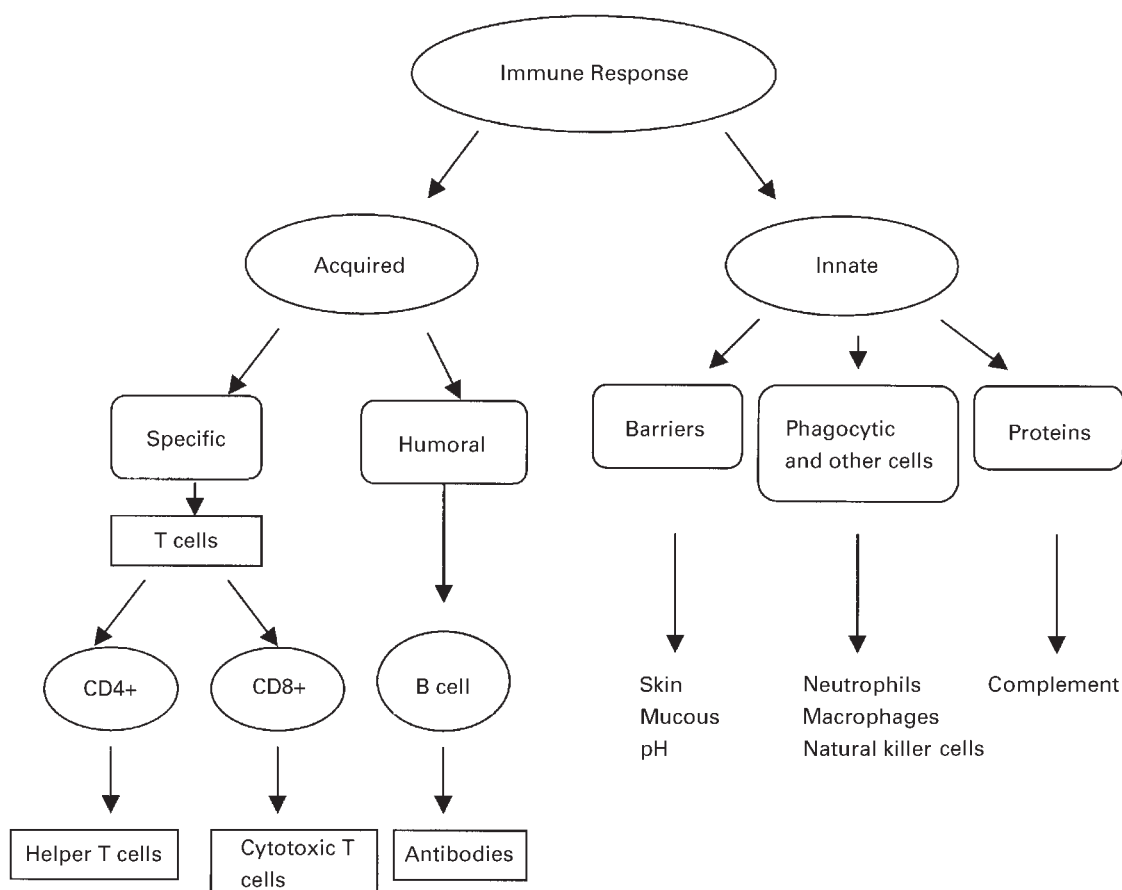 Immune Response
Acquired
Innate
Specific
Humoral
Barriers
Phagocytic
and other cells
Proteins
T cells
CD4+
CD8+
B cell
Skin
Mucous
pH
Neutrophils
Macrophages
Natural killer cells
Complement
Helper T cells
Cytotoxic T
cells
Antibodies